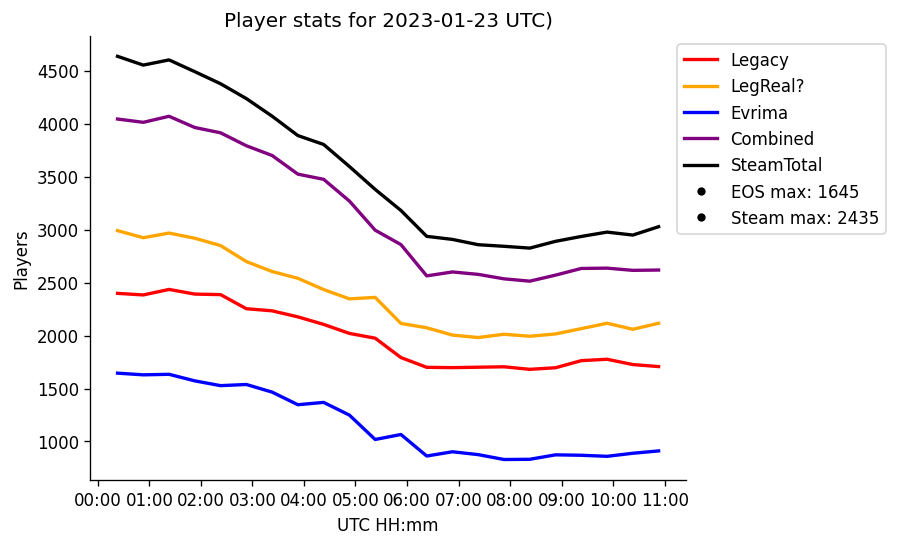 Player stats for 2023-01-23 UTC)
Legacy
LegReal?
Evrima
Combined
SteamTotal
EOS max: 1645
Steam max: 2435
Players
4500
4000
3500
3000
2500
2000
1500
1000
00:00 01:00 02:00 03:00 04:00 05:00 06:00 07:00 08:00 09:00 10:00 11:00
UTC HH:mm